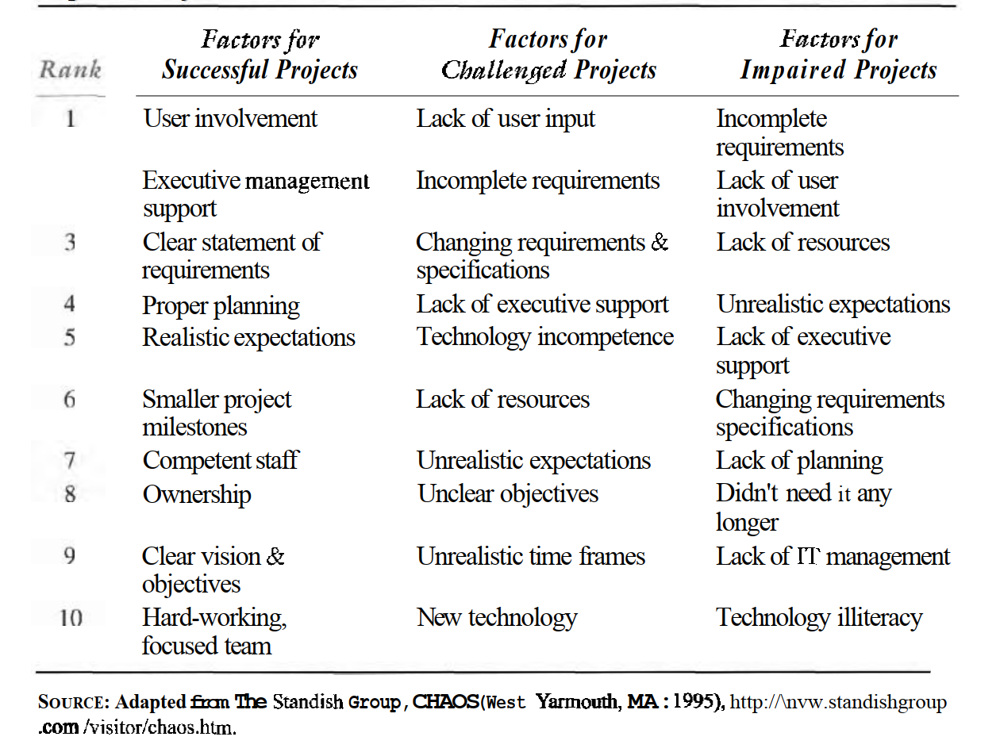 Factors for Factors for Factors for
Rank Successful Projects Challenged Projects Impaired Projects
1 User involvement Lack of user input Incomplete
requirements
Executive management Incomplete requirements Lack of user
support involvement
3 Clear statement of Changing requirements & Lack of resources
requirements specifications
4 Proper planning Lack of executive support Unrealistic expectations
5 Realistic expectations Technology incompetence Lack of executive
support
6 Smaller project Lack of resources Changing requirements
milestones specifications
7 Competent staff Unrealistic expectations Lack of planning
8 Ownership Unclear objectives Didn't need it any
longer
9 Clear vision & Unrealistic time frames Lack of IT management
objectives
10 Hard-working, New technology Technology illiteracy
focused team
SOURCE: Adapted from The Standish Group, CHAOS (West Yarmouth, MA: 1995), http://\nvw.standishgroup
.com /visitor/chaos.htm.